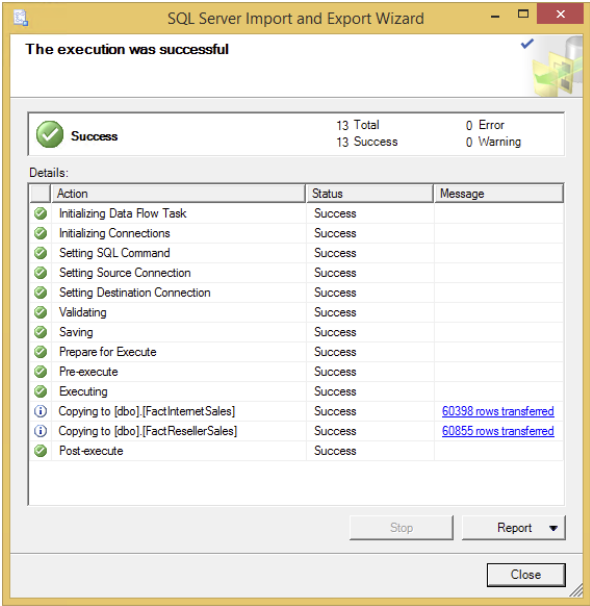 SQL Server Import and Export Wizard
The execution was successful
Success
13 Total 0 Error
13 Success 0 Warning
Details:
Action Status Message
Initializing Data Flow Task Success
Initializing Connections Success
Setting SQL Command Success
Setting Source Connection Success
Setting Destination Connection Success
Validating Success
Saving Success
Prepare for Execute Success
Pre-execute Success
Executing Success
Copying to [dbo].[FactInternetSales] Success 60398 rows transferred
Copying to [dbo].[FactResellerSales] Success 60855 rows transferred
Post-execute Success
Stop Report
Close